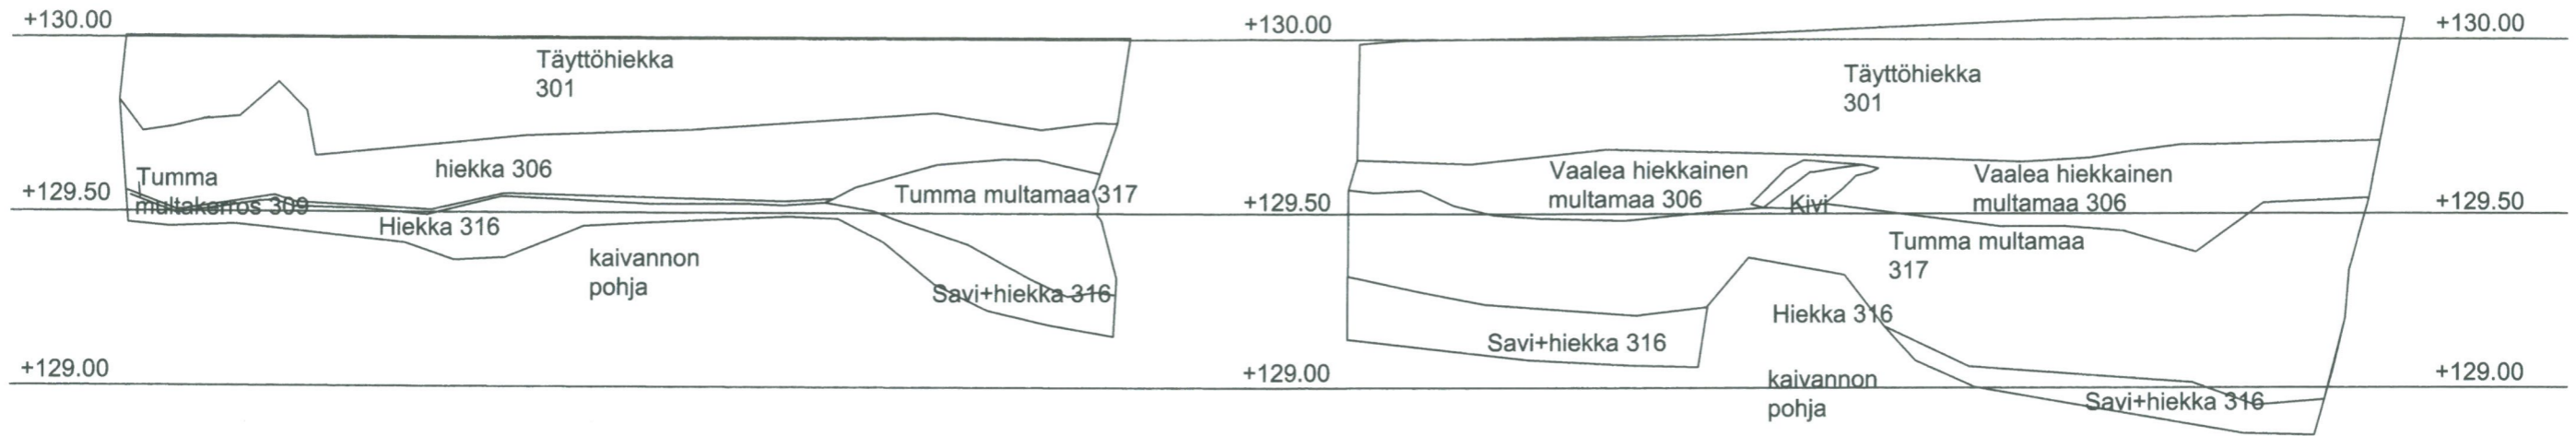 +130.00
Täyttöhiekka
301
hiekka 306
Tumma
multakerros 309
+129.50
Hiekka 316
Tumma multamaa 317
kaivannon
pohja
Savi+hiekka 316
+129.00
+130.00
Täyttöhiekka
301
+130.00
Vaalea hiekkainen
multamaa 306
Kivi
Vaalea hiekkainen
multamaa 306
+129.50
+129.50
Tumma multamaa
317
Hiekka 316
Savi+hiekka 316
+129.00
kaivannon
pohja
Savi+hiekka 316
+129.00